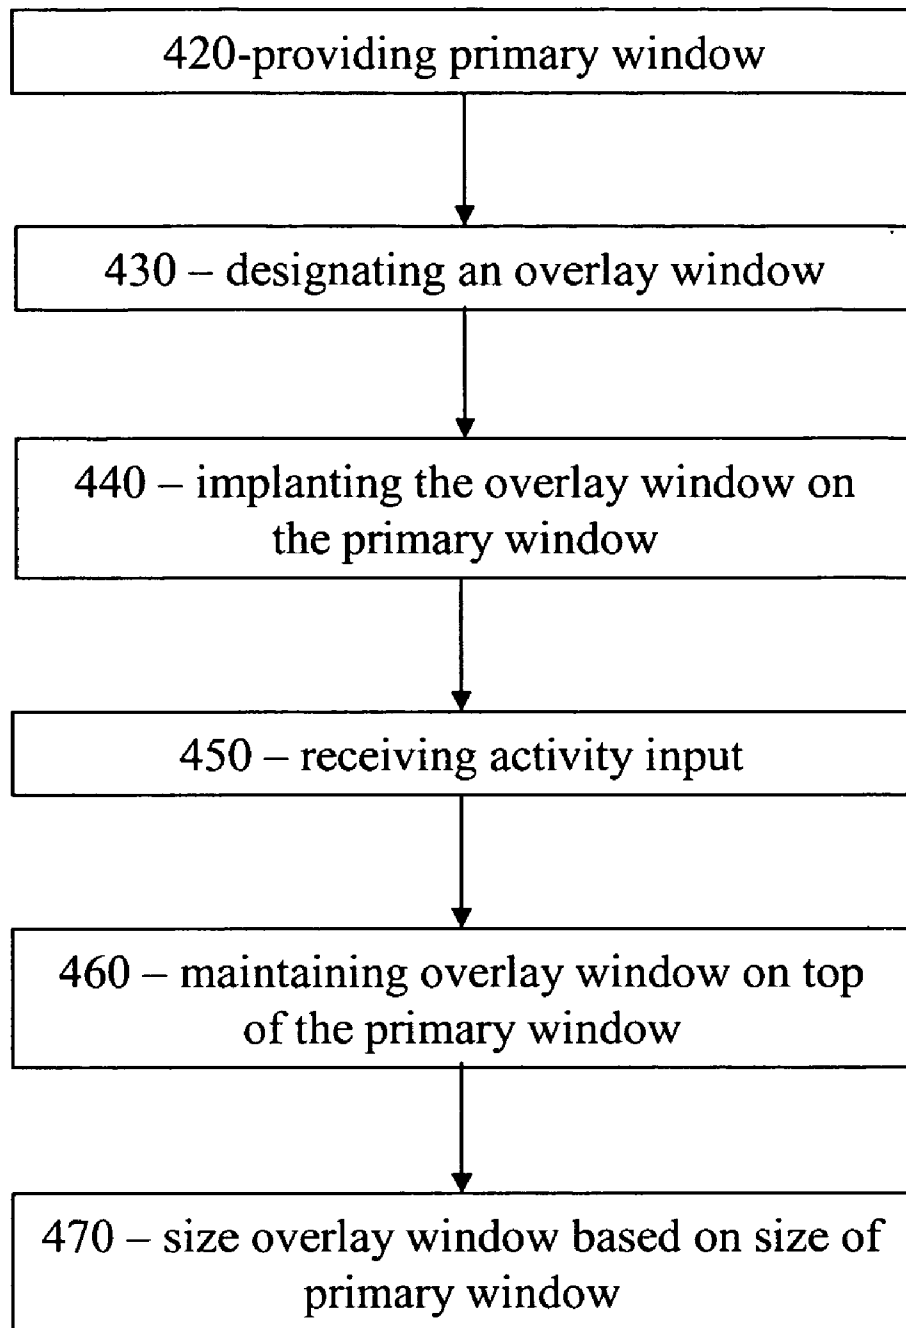 420-providing primary window
430 – designating an overlay window
440 – implanting the overlay window on
the primary window
450 – receiving activity input
460 – maintaining overlay window on top
of the primary window
470 – size overlay window based on size of
primary window